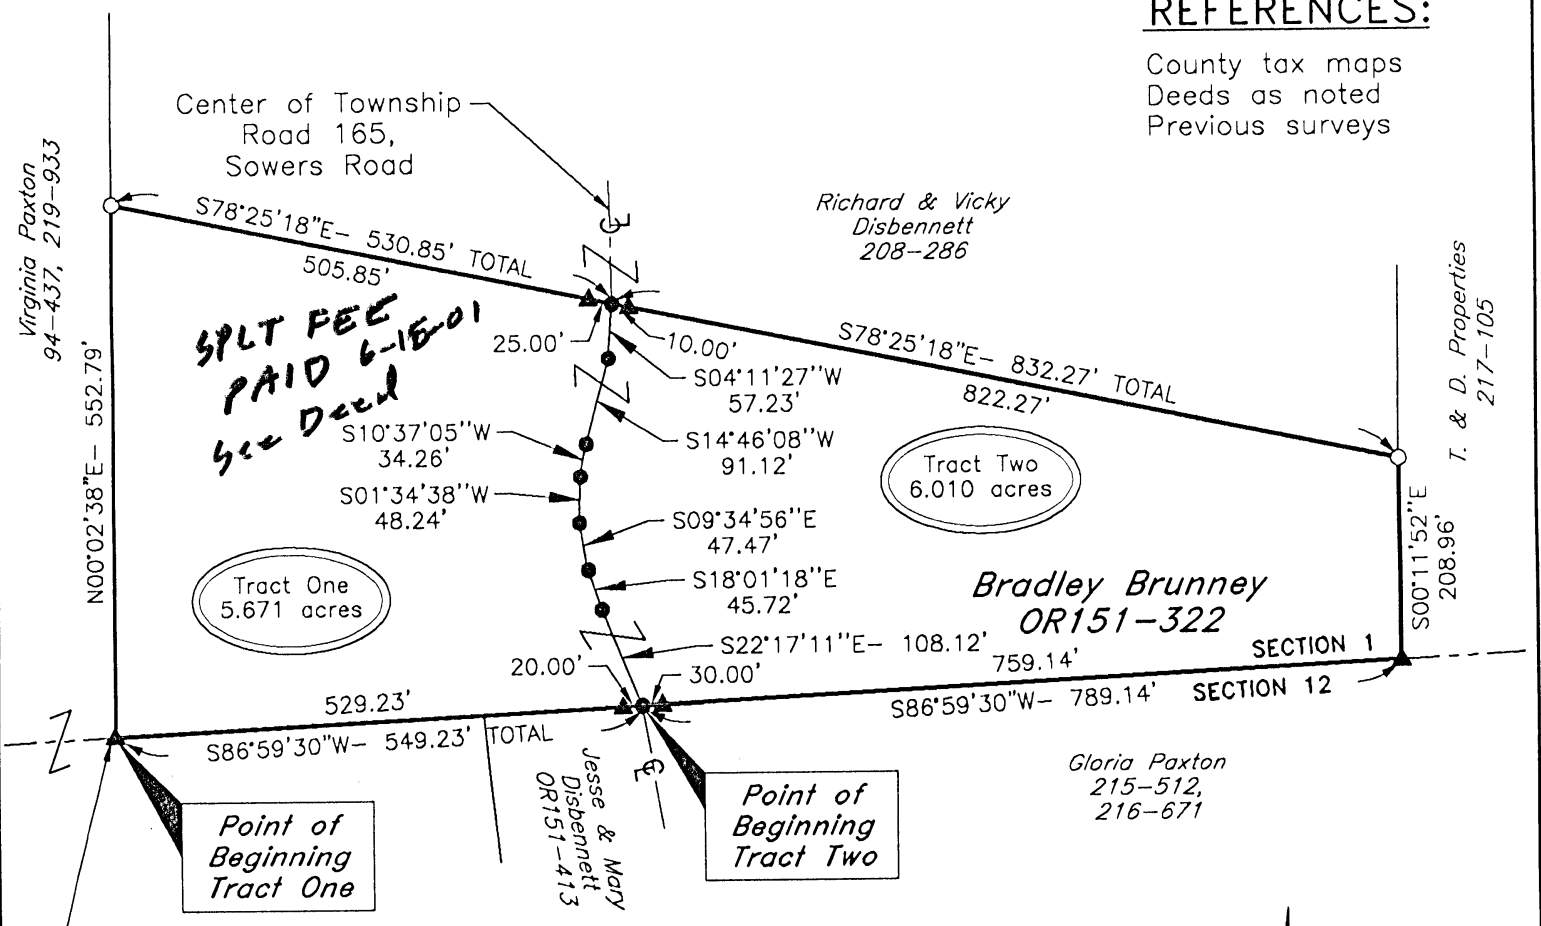 REFERENCES:
County tax maps
Deeds as noted
Previous surveys
Center of Township
Road 165,
Sowers Road
Virginia Paxton
94-437, 219-933
Richard & Vicky
Disbennett
208-286
T. & D. Properties
217-105
S78°25'18"E- 530.85' TOTAL
505.85'
25.00'
10.00'
S78°25'18"E- 832.27' TOTAL
822.27'
SPLT FEE
PAID
See Deed
N00°02'38"E- 552.79'
S04°11'27"W
57.23'
S14°46'08"W
91.12'
S10°37'05"W
34.26'
S01°34'38"W
48.24'
S09°34'56"E
47.47'
S18°01'18"E
45.72'
S22°17'11"E- 108.12'
Tract One
5.671 acres
Tract Two
6.010 acres
Bradley Brunney
OR151-322
S00°11'52"E
208.96'
SECTION 1
SECTION 12
20.00'
30.00'
759.14'
S86°59'30"W- 789.14'
529.23'
S86°59'30"W- 549.23' TOTAL
Jesse & Mary
Disbennett
OR151-413
Gloria Paxton
215-512,
216-671
Point of
Beginning
Tract One
Point of
Beginning
Tract Two